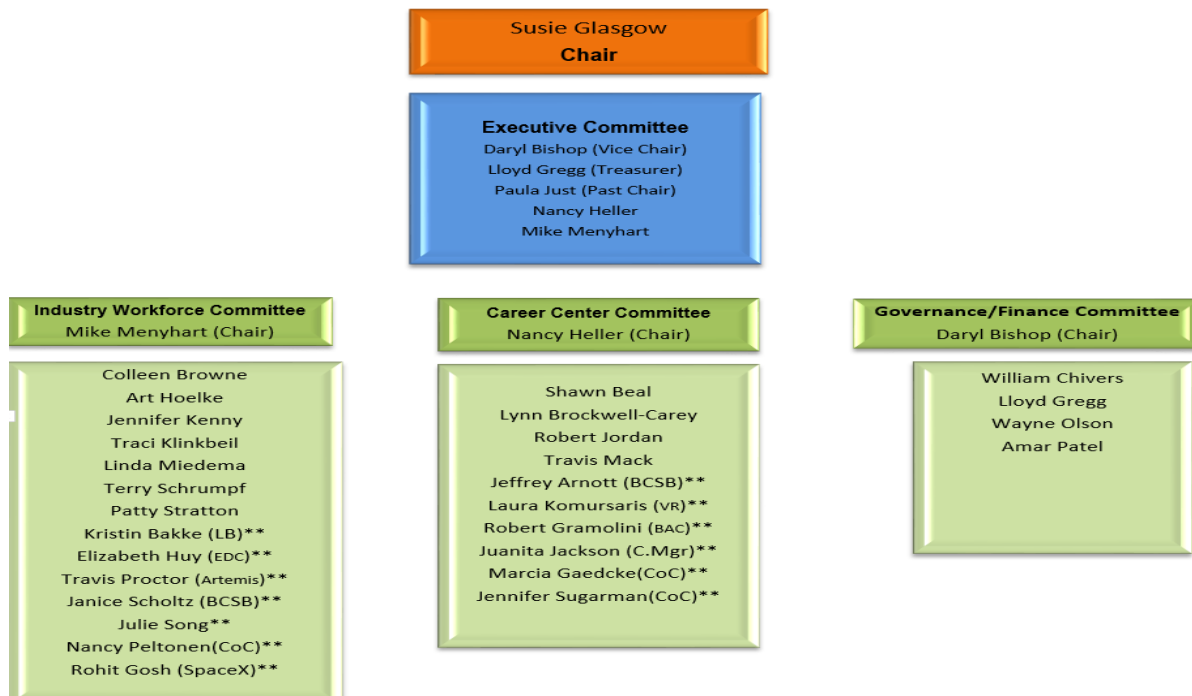 Susie Glasgow
Chair
Executive Committee
Daryl Bishop (Vice Chair)
Lloyd Gregg (Treasurer)
Paula Just (Past Chair)
Nancy Heller
Mike Menyhart
Industry Workforce Committee
Mike Menyhart (Chair)
Colleen Browne
Art Hoelke
Jennifer Kenny
Traci Klinkbeil
Linda Miedema
Terry Schrumpf
Patty Stratton
Kristin Bakke (LB)**
Elizabeth Huy (EDC)**
Travis Proctor (Artemis)**
Janice Scholtz (BCSB)**
Julie Song**
Nancy Peltonen(CoC)**
Rohit Gosh (SpaceX)**
Career Center Committee
Nancy Heller (Chair)
Shawn Beal
Lynn Brockwell-Carey
Robert Jordan
Travis Mack
Jeffrey Arnott (BCSB)**
Laura Komursaris (VR)**
Robert Gramolini (BAC)**
Juanita Jackson (C.Mgr)**
Marcia Gaedcke(CoC)**
Jennifer Sugarman(CoC)**
Governance/Finance Committee
Daryl Bishop (Chair)
William Chivers
Lloyd Gregg
Wayne Olson
Amar Patel